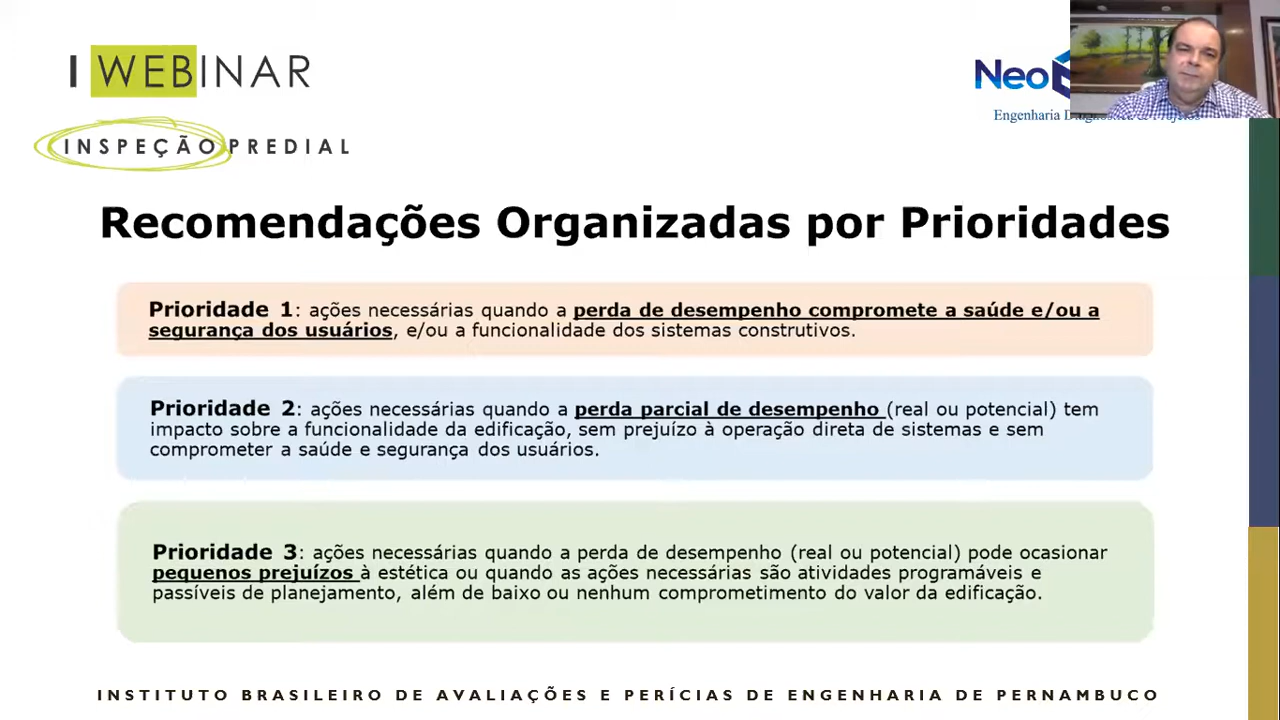 I WEBINAR
INSPEÇÃO PREDIAL
Neo
Engenharia
Recomendações Organizadas por Prioridades
Prioridade 1: ações necessárias quando a perda de desempenho compromete a saúde e/ou a
segurança dos usuários, e/ou a funcionalidade dos sistemas construtivos.
Prioridade 2: ações necessárias quando a perda parcial de desempenho (real ou potencial) tem
impacto sobre a funcionalidade da edificação, sem prejuízo à operação direta de sistemas e sem
comprometer a saúde e segurança dos usuários.
Prioridade 3: ações necessárias quando a perda de desempenho (real ou potencial) pode ocasionar
pequenos prejuízos à estética ou quando as ações necessárias são atividades programáveis e
passíveis de planejamento, além de baixo ou nenhum comprometimento do valor da edificação.
INSTITUTO BRASILEIRO DE AVALIAÇÕES E PERÍCIAS DE ENGENHARIA DE PERNAMBUCO